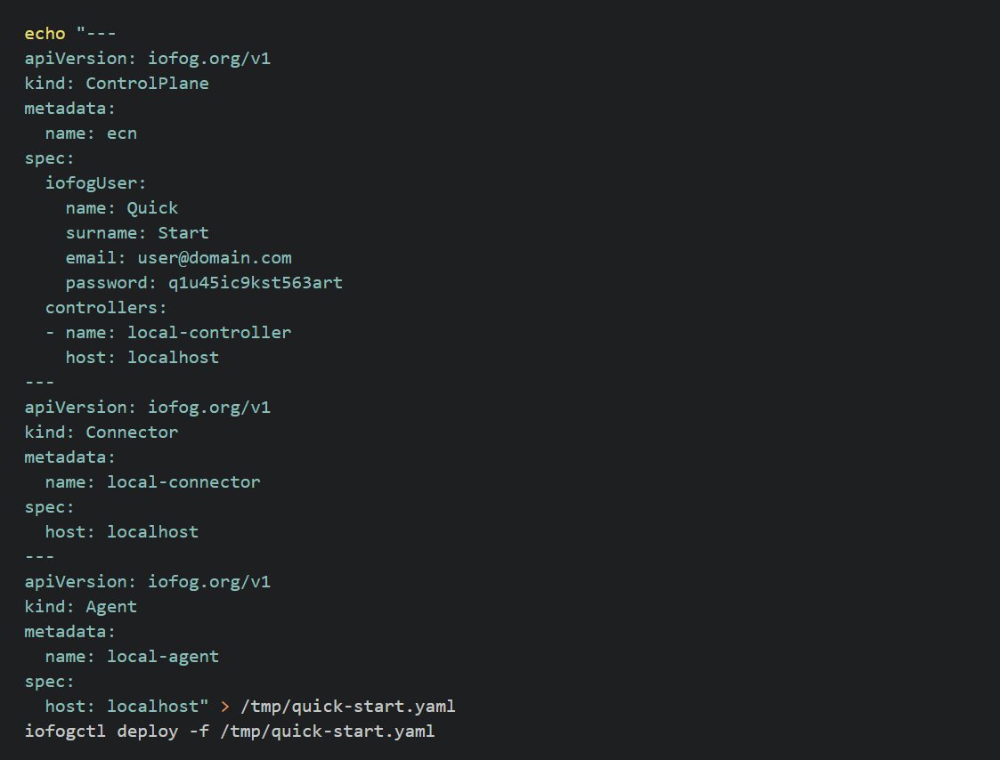 echo "---
apiVersion: iofog.org/v1
kind: ControlPlane
metadata:
  name: ecn
spec:
  iofogUser:
    name: Quick
    surname: Start
    email: user@domain.com
    password: q1u45ic9kst563art
  controllers:
  - name: local-controller
    host: localhost
---
apiVersion: iofog.org/v1
kind: Connector
metadata:
  name: local-connector
spec:
  host: localhost
---
apiVersion: iofog.org/v1
kind: Agent
metadata:
  name: local-agent
spec:
  host: localhost" > /tmp/quick-start.yaml
iofogctl deploy -f /tmp/quick-start.yaml